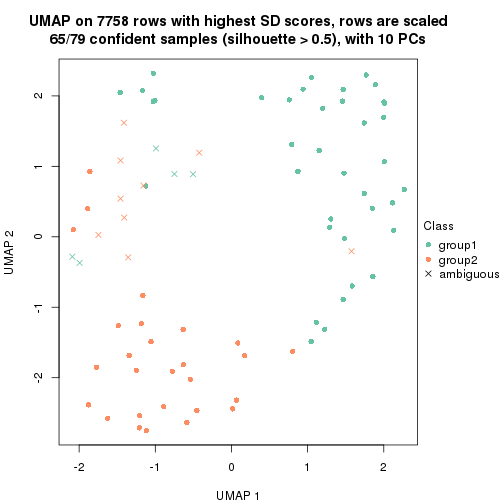 UMAP on 7758 rows with highest SD scores, rows are scaled
65/79 confident samples (silhouette > 0.5), with 10 PCs
2
1
0
-1
-2
UMAP 2
-2
-1
0
1
2
UMAP 1
Class
group1
group2
ambiguous